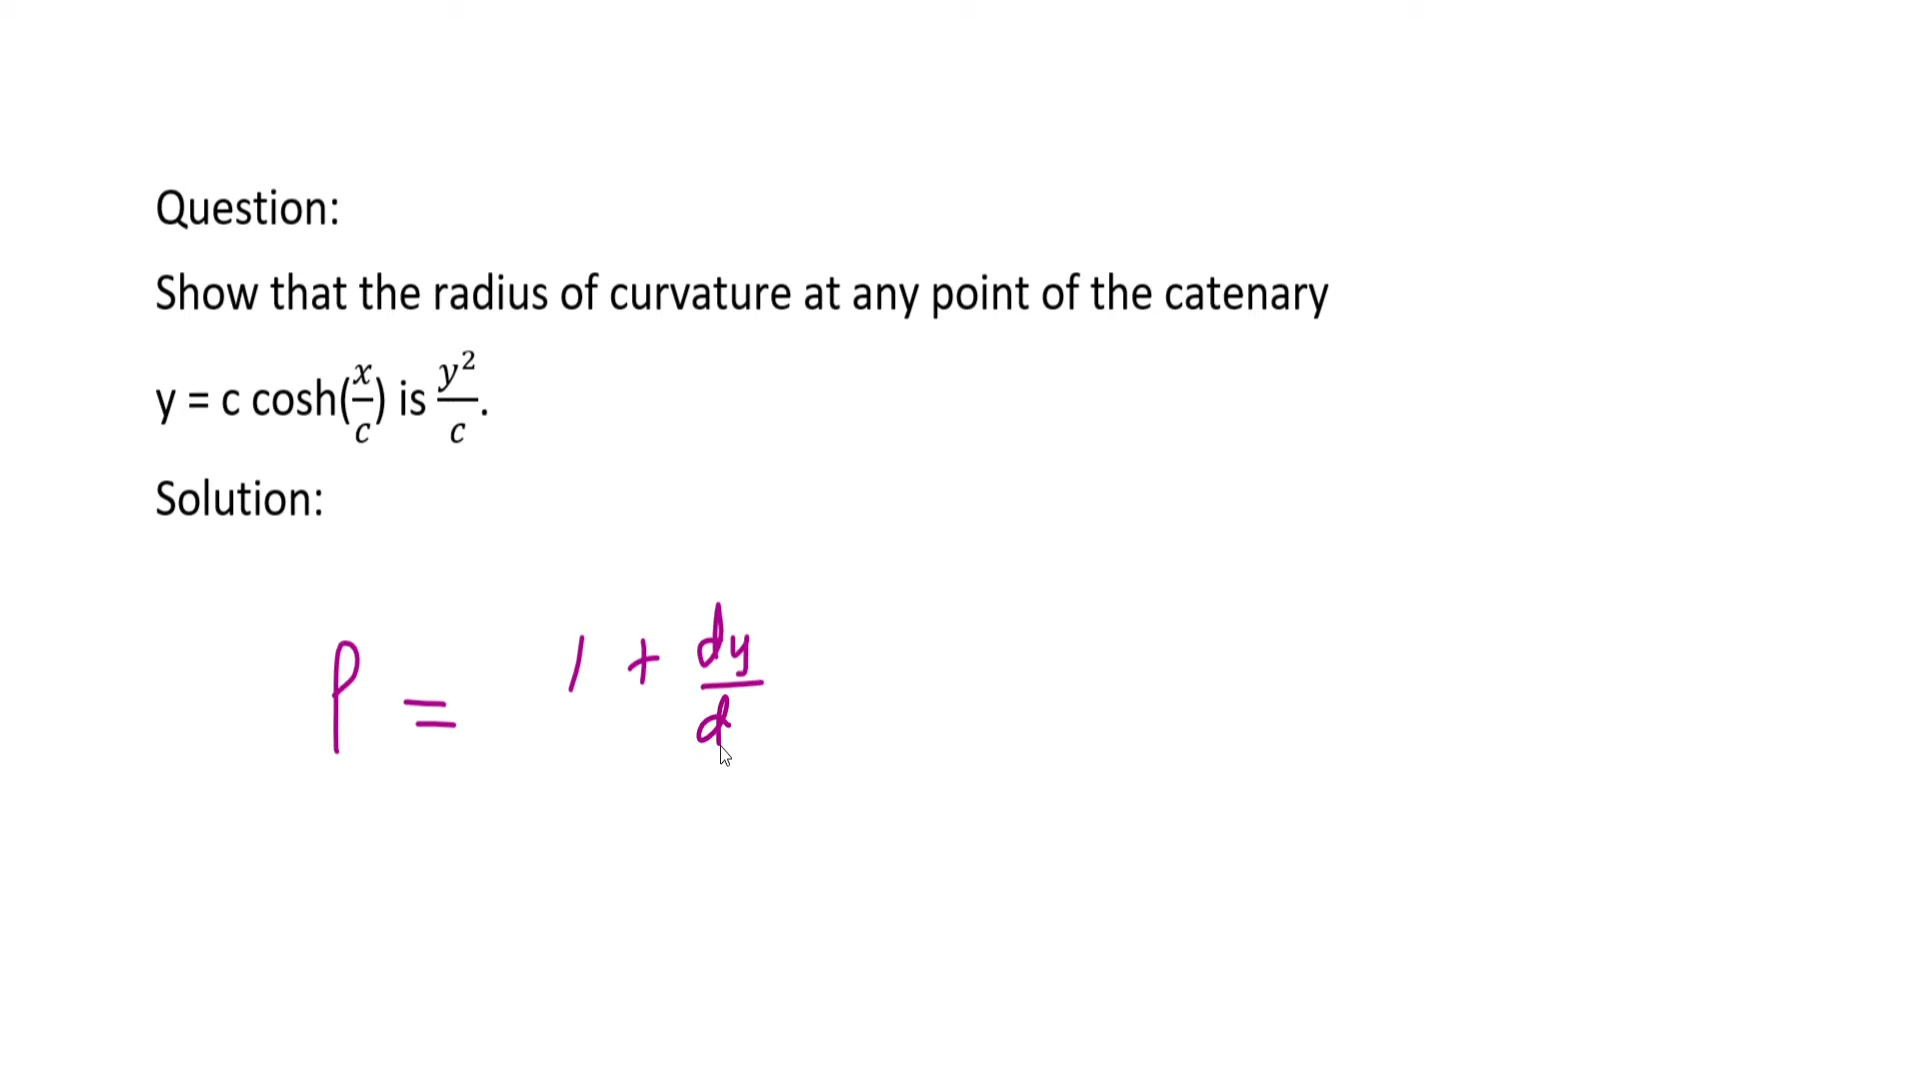 Question:
Show that the radius of curvature at any point of the catenary
y = c cosh(x/c) is y²/c.
Solution:
ρ = 1 + dy/d